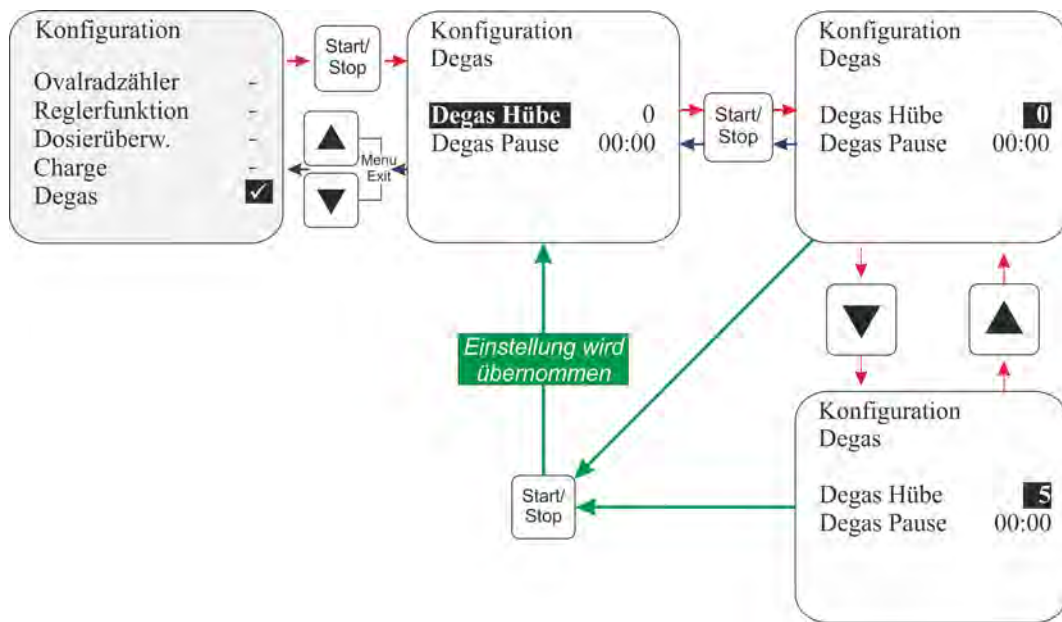 Konfiguration
Ovalradzähler -
Reglerfunktion -
Dosierüberw. -
Charge -
Degas ✓
Start/
Stop
Menu
Exit
Konfiguration
Degas
Degas Hübe 0
Degas Pause 00:00
Start/
Stop
Konfiguration
Degas
Degas Hübe 0
Degas Pause 00:00
Einstellung wird
übernommen
Start/
Stop
Konfiguration
Degas
Degas Hübe 5
Degas Pause 00:00